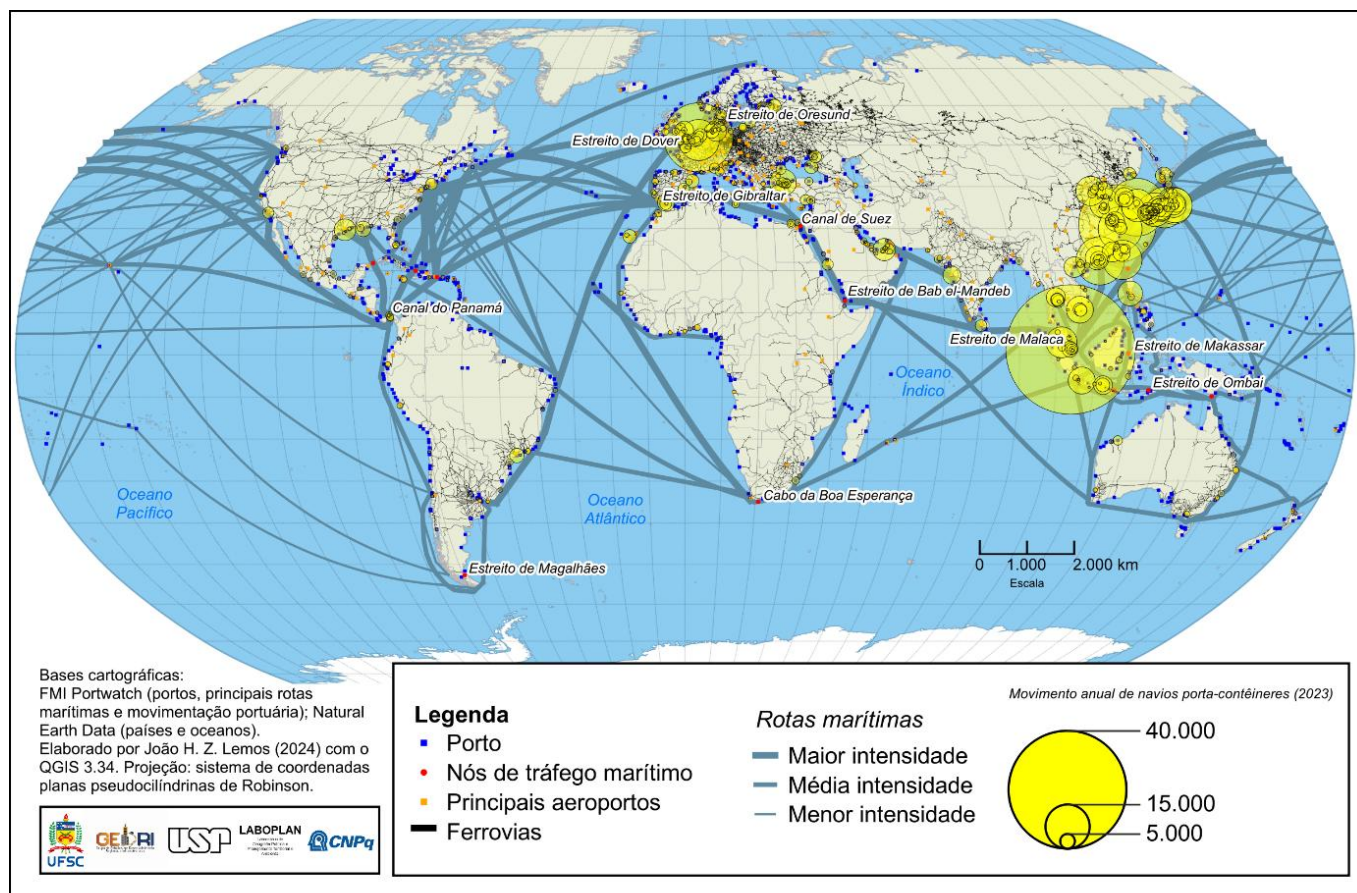 Estreito de Oresund
Estreito de Dover
Estreito de Gibraltar
Canal de Suez
Estreito de Bab el-Mandeb
Canal do Panamá
Estreito de Malaca
Estreito de Makassar
Oceano
Índico
Estreito de Ombai
Oceano
Pacífico
Oceano
Atlântico
Cabo da Boa Esperança
Estreito de Magalhães
0 1.000 2.000 km
Escala
Bases cartográficas:
FMI Portwatch (portos, principais rotas
marítimas e movimentação portuária); Natural
Earth Data (países e oceanos).
Elaborado por João H. Z. Lemos (2024) com o
QGIS 3.34. Projeção: sistema de coordenadas
planas pseudocilíndrinas de Robinson.
UFSC
USP
LABOPLAN
CNPq
Legenda
Porto
Nós de tráfego marítimo
Principais aeroportos
Ferrovias
Rotas marítimas
Maior intensidade
Média intensidade
Menor intensidade
Movimento anual de navios porta-contêineres (2023)
40.000
15.000
5.000